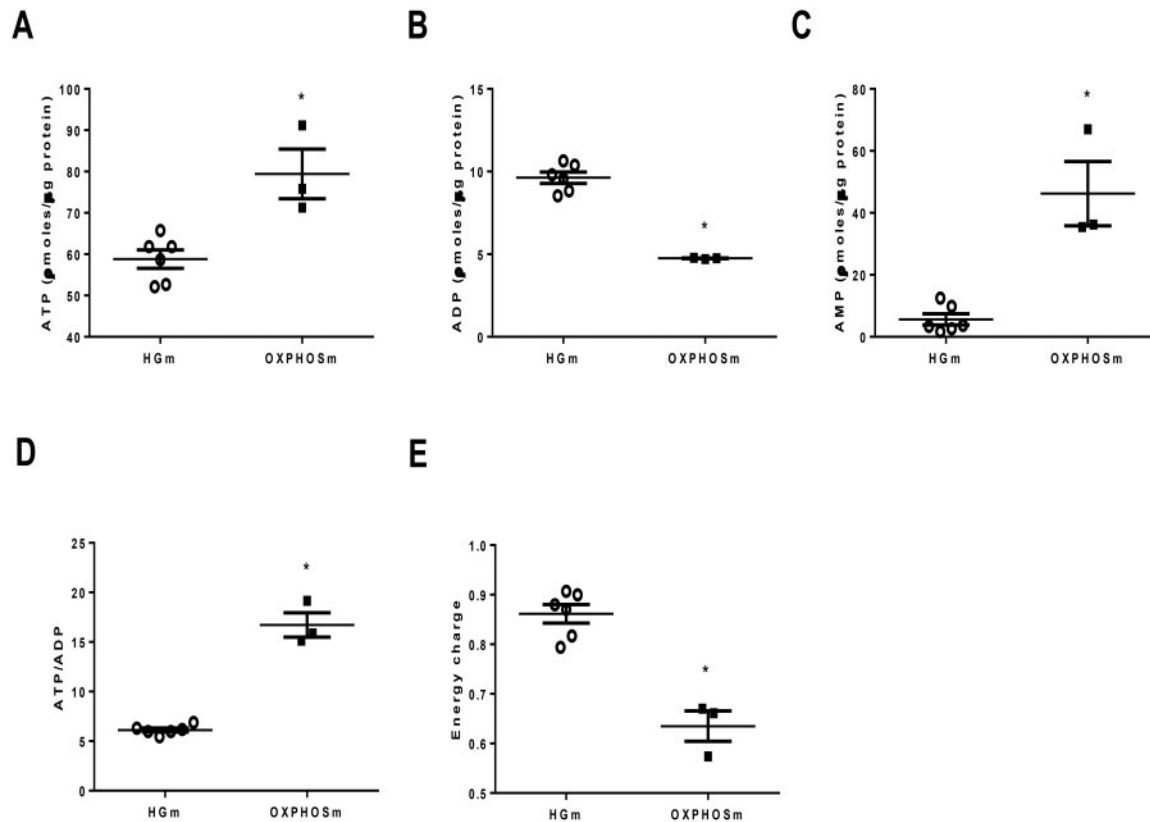 A
B
C
ATP (pmoles/µg protein)
100
90
80
70
60
50
40
*
HGm
OXPHOSm
ADP (pmoles/µg protein)
15
10
5
0
*
HGm
OXPHOSm
AMP (pmoles/µg protein)
80
60
40
20
0
*
HGm
OXPHOSm
D
E
ATP/ADP
25
20
15
10
5
0
*
HGm
OXPHOSm
Energy charge
1.0
0.9
0.8
0.7
0.6
0.5
*
HGm
OXPHOSm